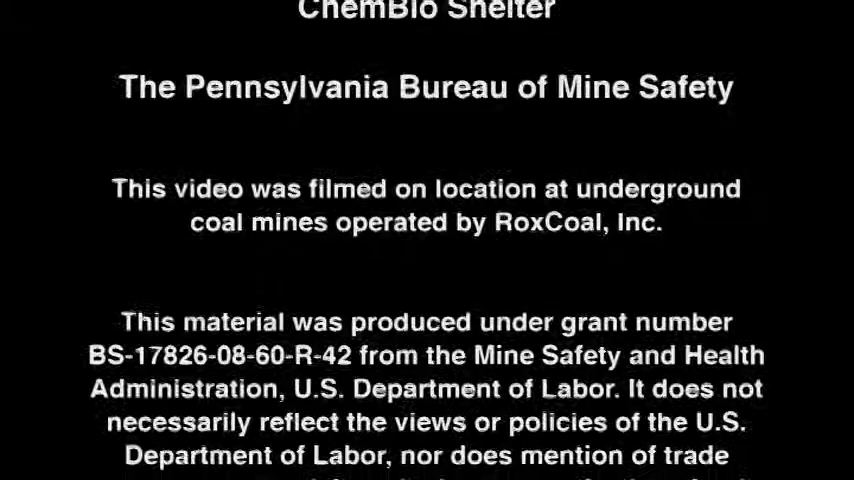 ChemBio Shelter
The Pennsylvania Bureau of Mine Safety
This video was filmed on location at underground
coal mines operated by RoxCoal, Inc.
This material was produced under grant number
BS-17826-08-60-R-42 from the Mine Safety and Health
Administration, U.S. Department of Labor. It does not
necessarily reflect the views or policies of the U.S.
Department of Labor, nor does mention of trade